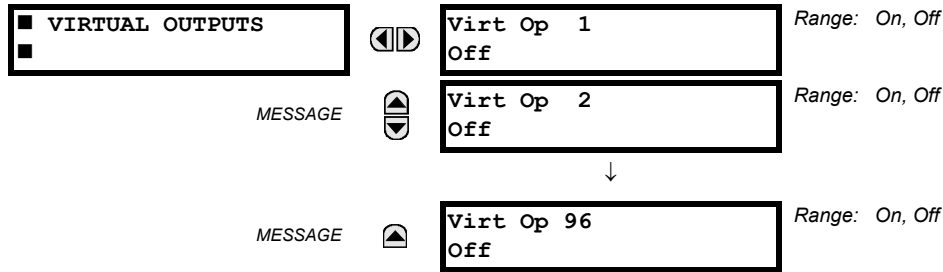 ■ VIRTUAL OUTPUTS
■
Virt Op 1
Off
Range: On, Off
MESSAGE
Virt Op 2
Off
Range: On, Off
↓
MESSAGE
Virt Op 96
Off
Range: On, Off